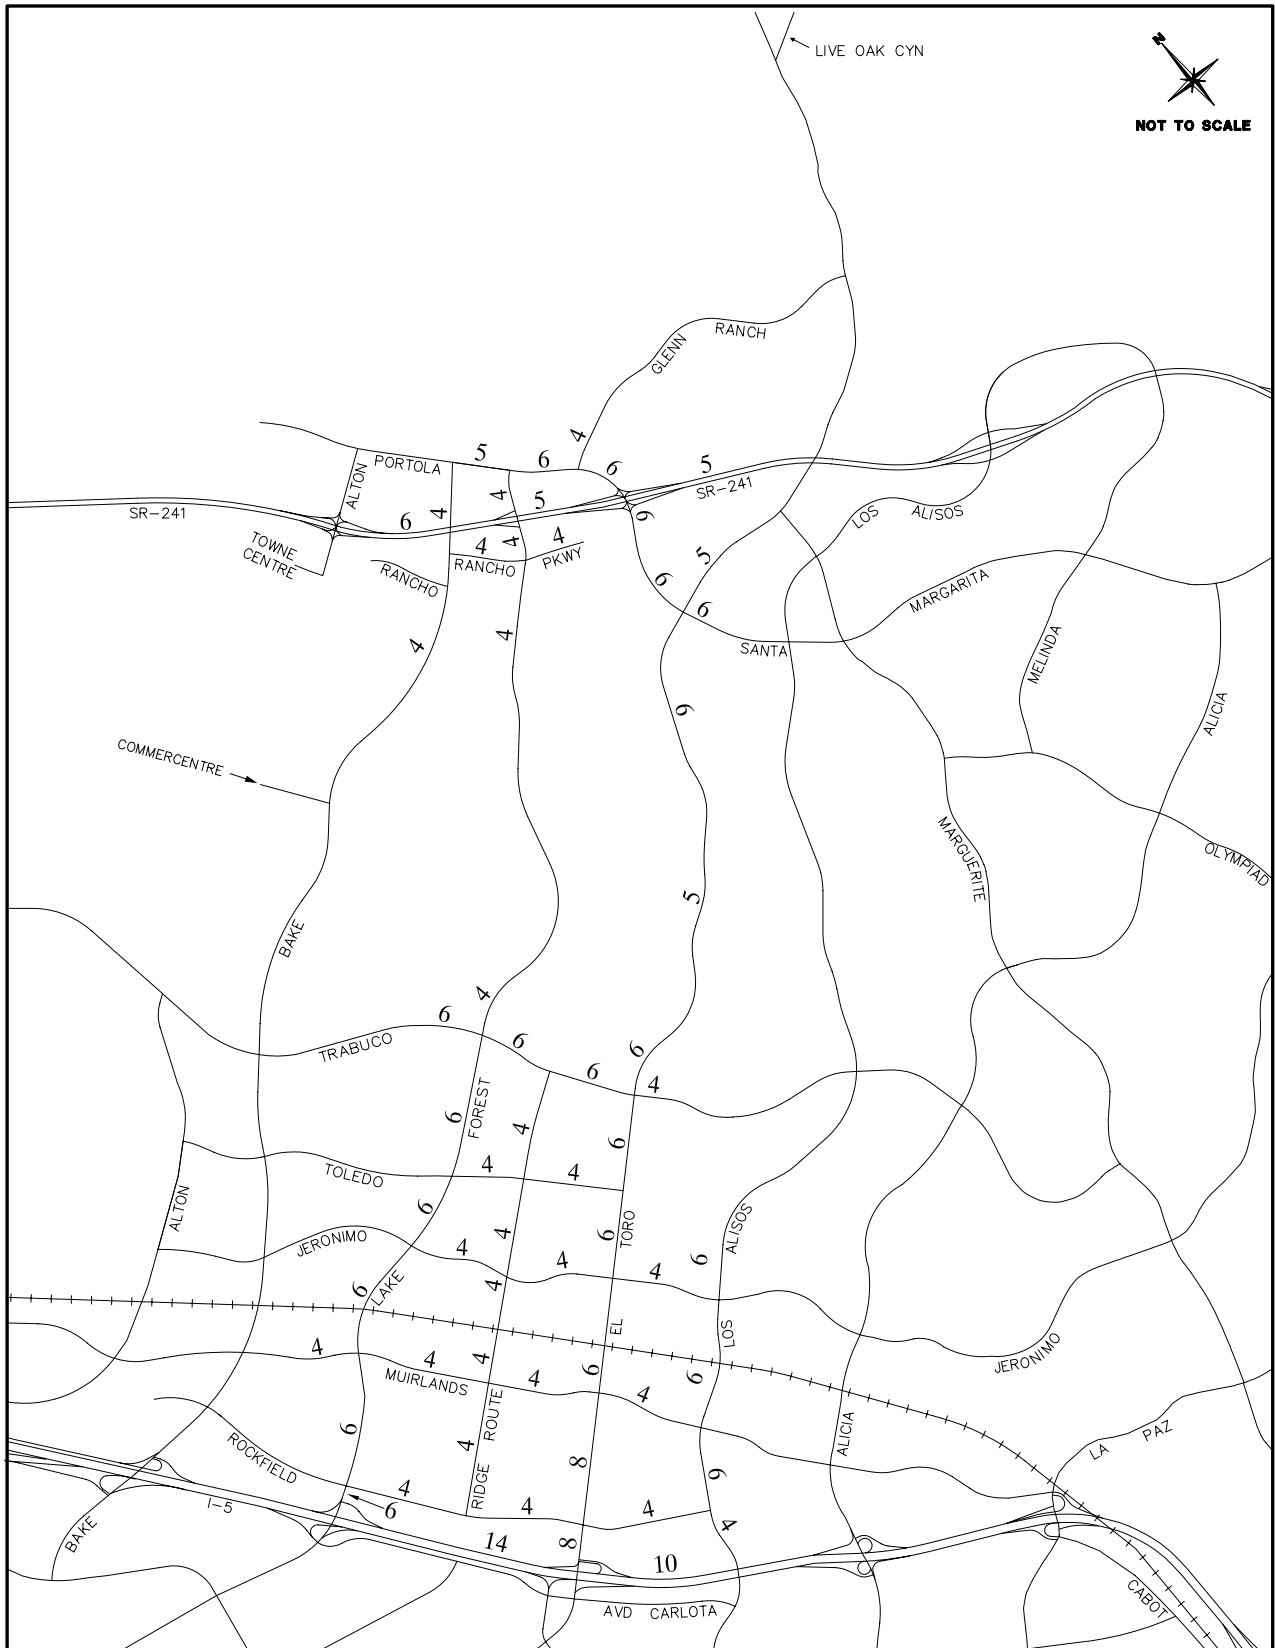 LIVE OAK CYN
N
NOT TO SCALE
GLENN
RANCH
4
5
6
6
5
PORTOLA
ALTON
SR-241
4
5
SR-241
6
4
6
LOS
ALISOS
TOWNE
CENTRE
4
4
4
RANCHO
RANCHO
PKWY
5
6
MARGARITA
6
4
4
SANTA
MELINDA
6
ALICIA
COMMERCENTRE
MARGUERITE
OLYMPIAD
5
BAKE
4
6
6
6
TRABUCO
6
4
6
FOREST
4
6
4
4
TOLEDO
ALTON
6
4
6
TORO
ALISOS
JERONIMO
4
4
4
6
6
LAKE
4
EL
LOS
4
4
4
6
6
JERONIMO
MUIRLANDS
4
4
6
ROUTE
4
ALICIA
LA
PAZ
ROCKFIELD
8
6
RIDGE
4
I-5
6
4
4
4
BAKE
14
8
10
AVD CARLOTA
CABOT